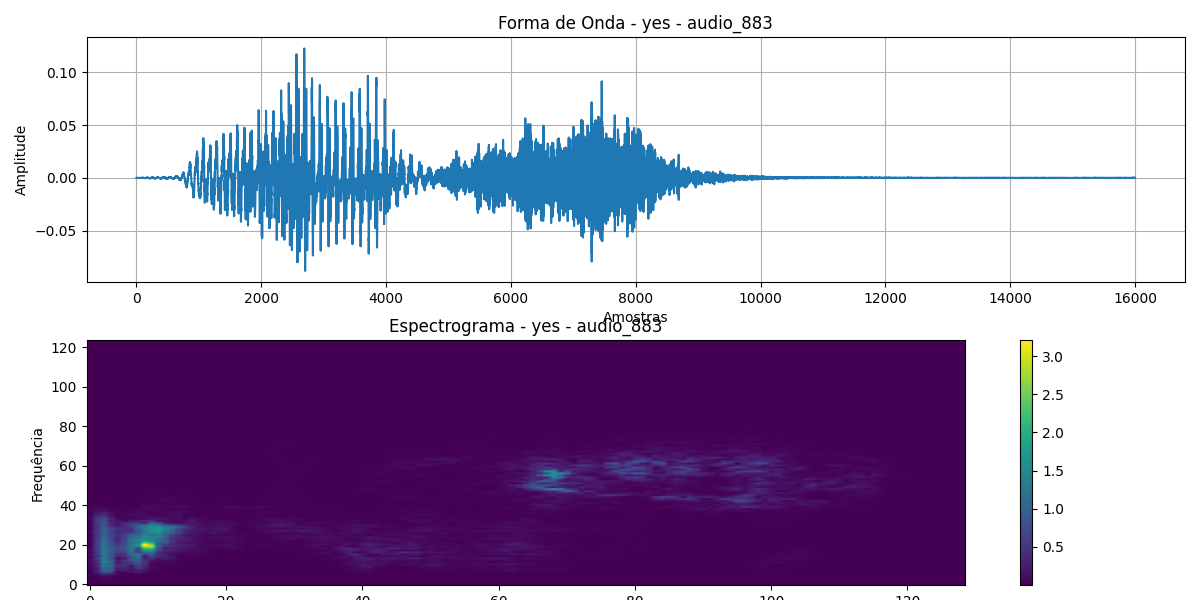 Forma de Onda - yes - audio_883
0.10
0.05
0.00
−0.05
Amplitude
0 2000 4000 6000 8000 10000 12000 14000 16000
Amostras
Espectrograma - yes - audio_883
120
100
80
60
40
20
0
Frequência
3.0
2.5
2.0
1.5
1.0
0.5
0 20 40 60 80 100 120